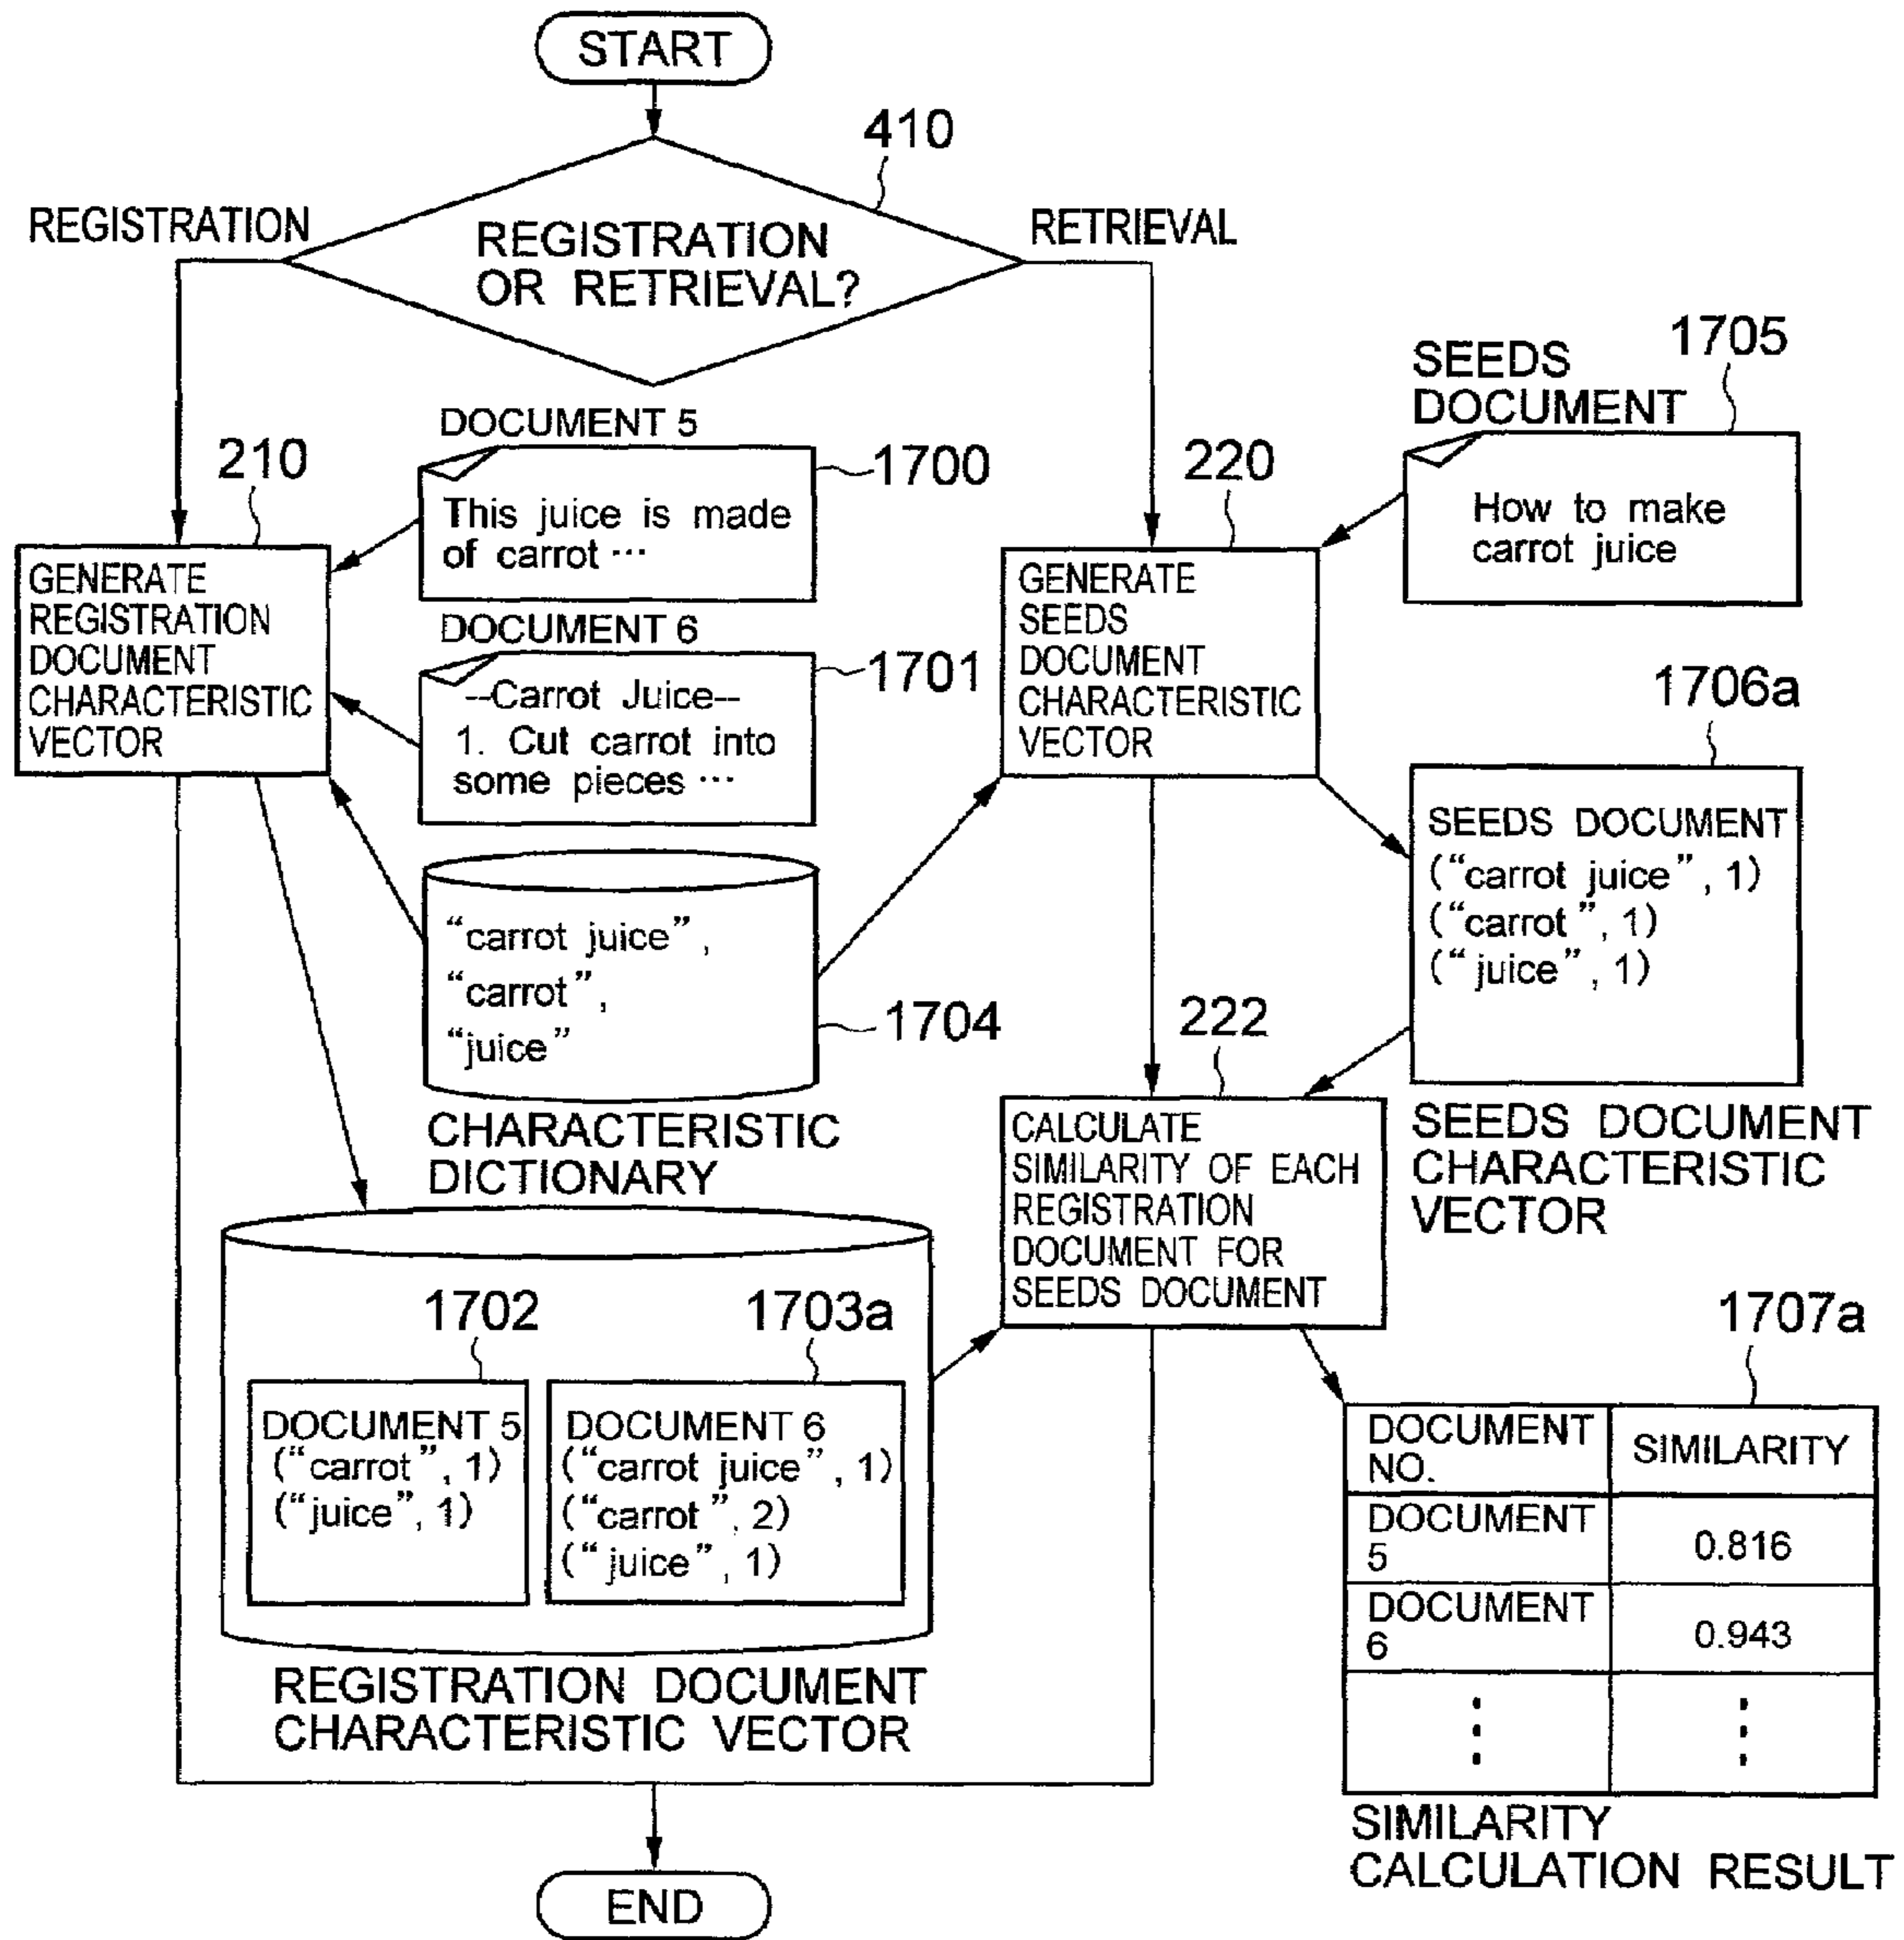 START
410
REGISTRATION
RETRIEVAL
REGISTRATION
OR RETRIEVAL?
SEEDS
DOCUMENT
1705
How to make
carrot juice
210
DOCUMENT 5
1700
This juice is made
of carrot ···
DOCUMENT 6
1701
--Carrot Juice--
1. Cut carrot into
some pieces ···
GENERATE
REGISTRATION
DOCUMENT
CHARACTERISTIC
VECTOR
220
GENERATE
SEEDS
DOCUMENT
CHARACTERISTIC
VECTOR
1706a
SEEDS DOCUMENT
(“carrot juice”, 1)
(“carrot”, 1)
(“juice”, 1)
SEEDS DOCUMENT
CHARACTERISTIC
VECTOR
“carrot juice”,
“carrot”,
“juice”
1704
CHARACTERISTIC
DICTIONARY
222
CALCULATE
SIMILARITY OF EACH
REGISTRATION
DOCUMENT FOR
SEEDS DOCUMENT
1702
DOCUMENT 5
(“carrot”, 1)
(“juice”, 1)
1703a
DOCUMENT 6
(“carrot juice”, 1)
(“carrot”, 2)
(“juice”, 1)
REGISTRATION DOCUMENT
CHARACTERISTIC VECTOR
1707a
DOCUMENT
NO.
SIMILARITY
DOCUMENT
5
0.816
DOCUMENT
6
0.943
SIMILARITY
CALCULATION RESULT
END